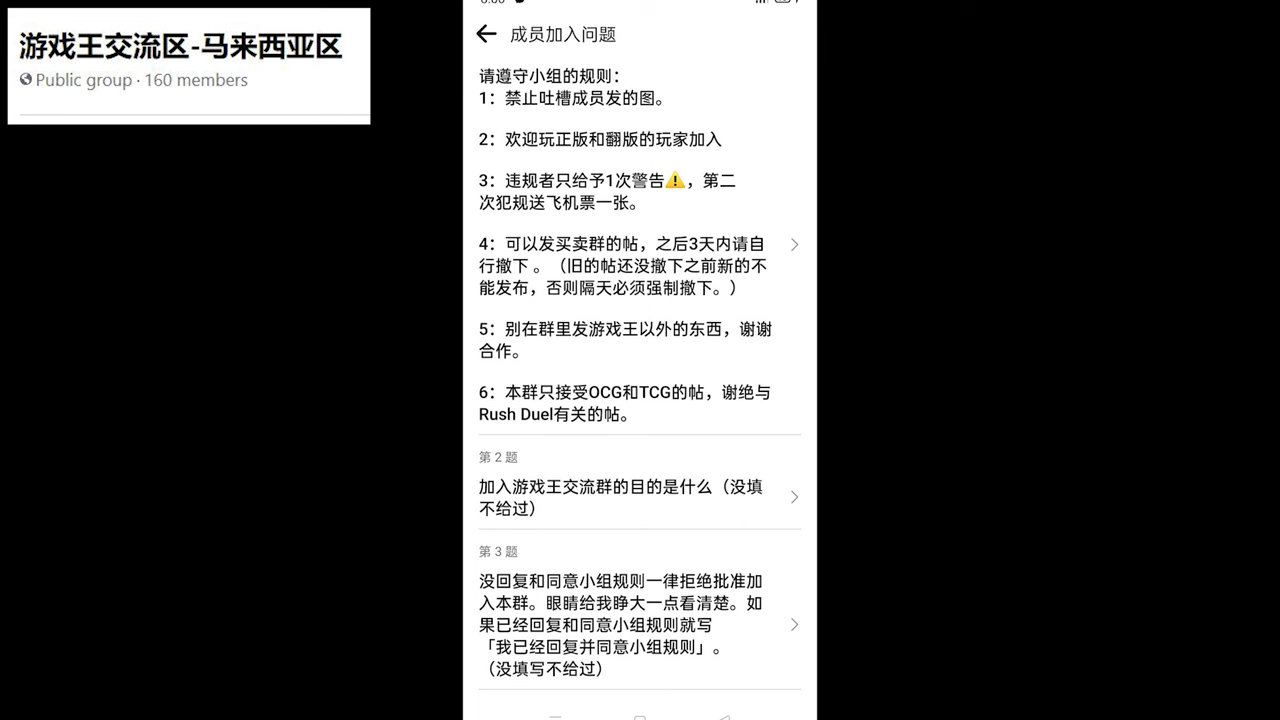 游戏王交流区-马来西亚区
Public group · 160 members
成员加入问题
请遵守小组的规则：
1：禁止吐槽成员发的图。
2：欢迎玩正版和翻版的玩家加入
3：违规者只给予1次警告⚠️，第二
次犯规送飞机票一张。
4：可以发买卖群的帖，之后3天内请自
行撤下 。（旧的帖还没撤下之前新的不
能发布，否则隔天必须强制撤下。）
5：别在群里发游戏王以外的东西，谢谢
合作。
6：本群只接受OCG和TCG的帖，谢绝与
Rush Duel有关的帖。
第 2 题
加入游戏王交流群的目的是什么（没填
不给过）
第 3 题
没回复和同意小组规则一律拒绝批准加
入本群。眼睛给我睁大一点看清楚。如
果已经回复和同意小组规则就写
「我已经回复并同意小组规则」。
（没填写不给过）